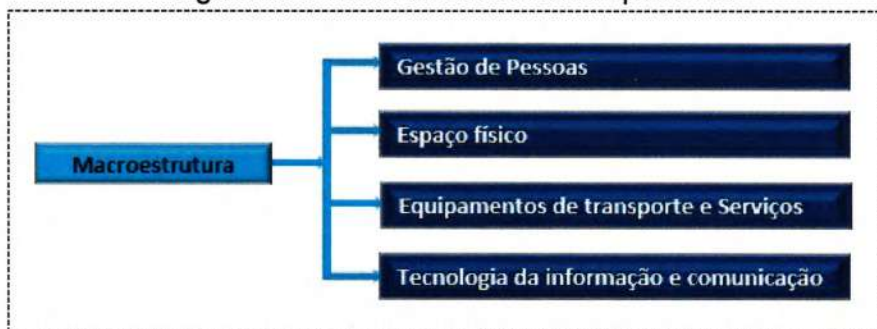 Macroestrutura
Gestão de Pessoas
Espaço físico
Equipamentos de transporte e Serviços
Tecnologia da informação e comunicação